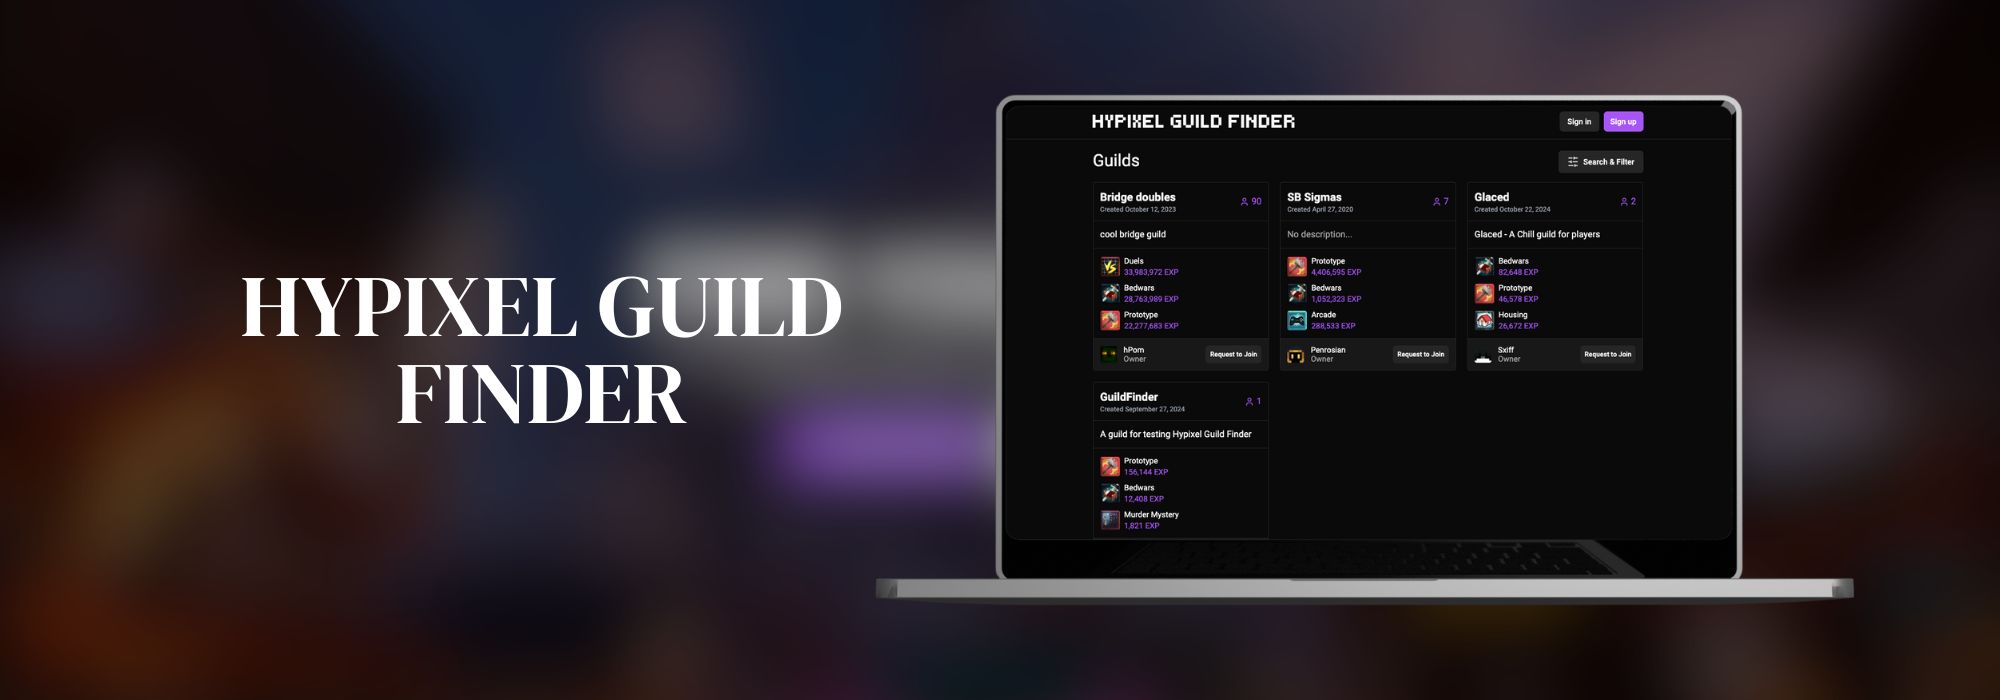 HYPIXEL GUILD
FINDER
HYPIXEL GUILD FINDER
Sign in
Sign up
Guilds
Search & Filter
Bridge doubles
90
Created October 12, 2023
cool bridge guild
Duels
33,983,972 EXP
Bedwars
28,763,989 EXP
Prototype
22,277,683 EXP
hPorn
Owner
Request to Join
SB Sigmas
7
Created April 27, 2020
No description...
Prototype
4,406,595 EXP
Bedwars
1,052,323 EXP
Arcade
288,533 EXP
Penrosian
Owner
Request to Join
Glaced
2
Created October 22, 2024
Glaced - A Chill guild for players
Bedwars
82,648 EXP
Prototype
46,578 EXP
Housing
26,672 EXP
Sxiff
Owner
Request to Join
GuildFinder
1
Created September 27, 2024
A guild for testing Hypixel Guild Finder
Prototype
156,144 EXP
Bedwars
12,408 EXP
Murder Mystery
1,821 EXP